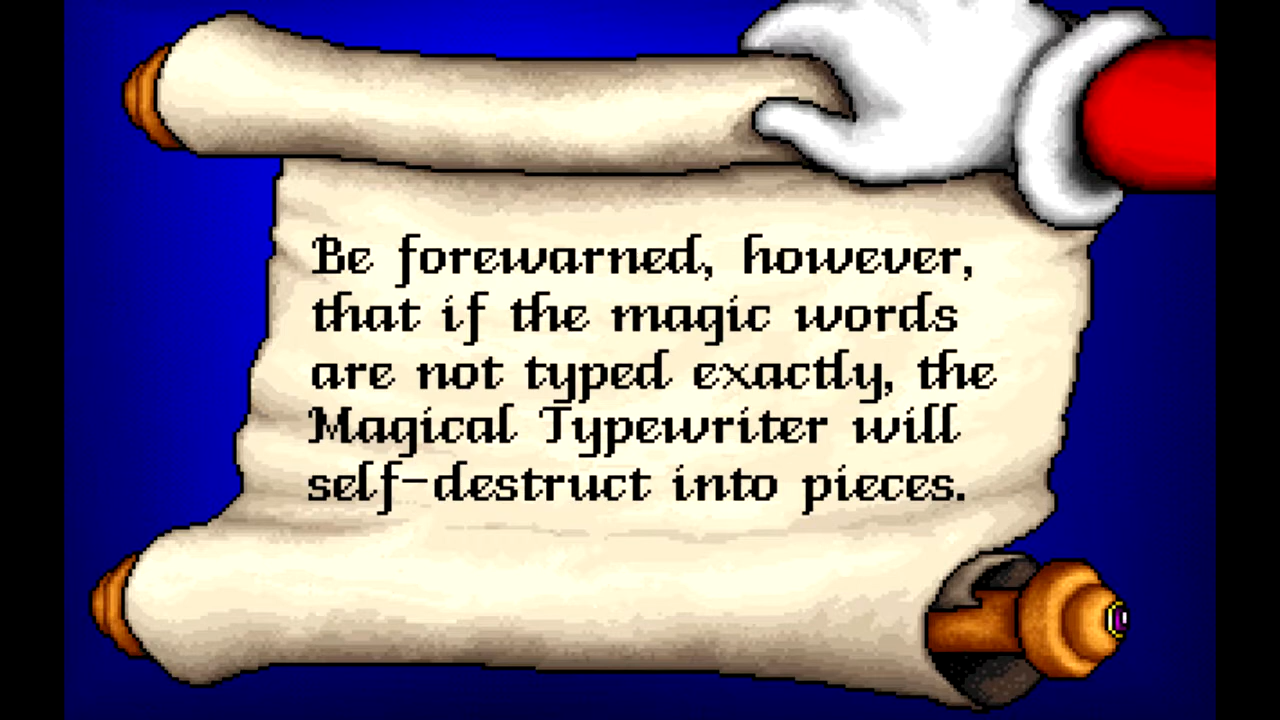 Be forewarned, however,
that if the magic words
are not typed exactly, the
Magical Typewriter will
self-destruct into pieces.